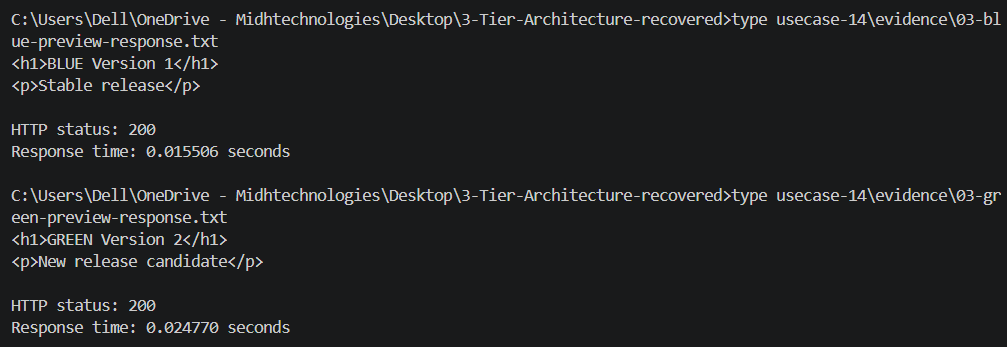 C:\Users\Dell\OneDrive - Midhtechnologies\Desktop\3-Tier-Architecture-recovered>type usecase-14\evidence\03-bl
ue-preview-response.txt
<h1>BLUE Version 1</h1>
<p>Stable release</p>
HTTP status: 200
Response time: 0.015506 seconds
C:\Users\Dell\OneDrive - Midhtechnologies\Desktop\3-Tier-Architecture-recovered>type usecase-14\evidence\03-gr
een-preview-response.txt
<h1>GREEN Version 2</h1>
<p>New release candidate</p>
HTTP status: 200
Response time: 0.024770 seconds